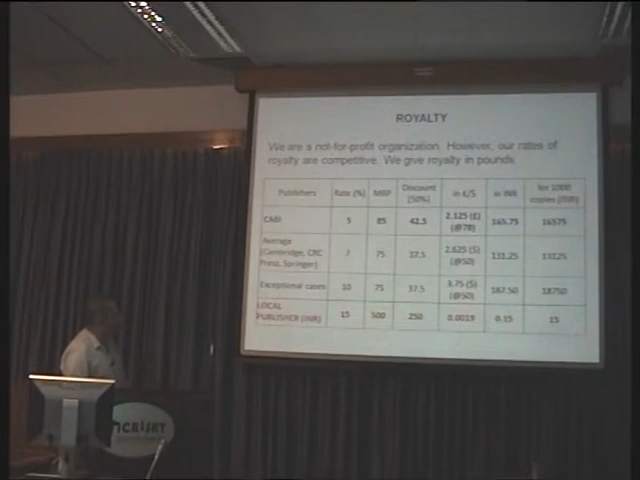 ROYALTY
We are a not-for-profit organization. However, our rates of
royalty are competitive. We give royalty in pounds.
Publishers Rate (%) MRP Discount (50%) in £/$ in INR for 1000 copies (INR)
CABI 5 85 42.5 2.125 (£) (@78) 165.75 16575
Average (Cambridge, CRC Press, Springer) 7 75 37.5 2.625 ($) (@50) 131.25 13125
Exceptional cases 10 75 37.5 3.75 ($) (@50) 187.50 18750
LOCAL PUBLISHER (INR) 15 500 250 0.0019 0.15 15
ICRISAT